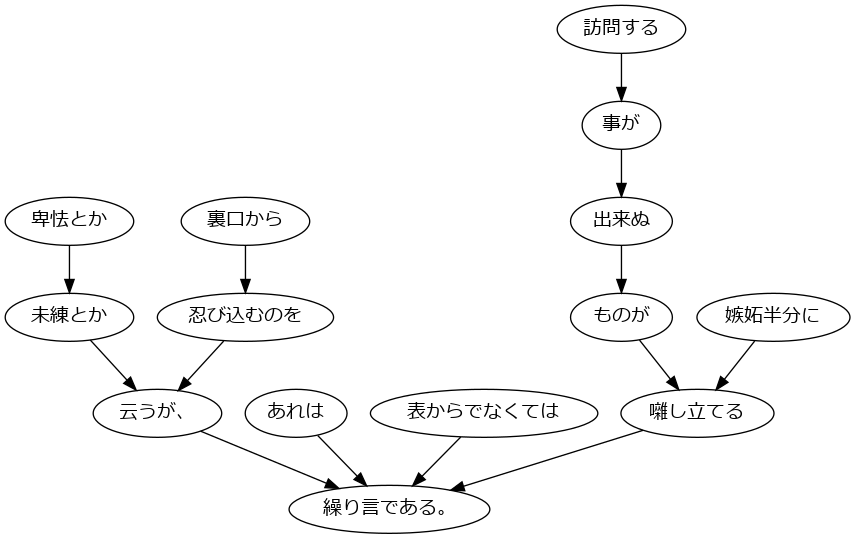 訪問する
事が
卑怯とか
裏口から
出来ぬ
未練とか
忍び込むのを
ものが
嫉妬半分に
云うが、
あれは
表からでなくては
囃し立てる
繰り言である。